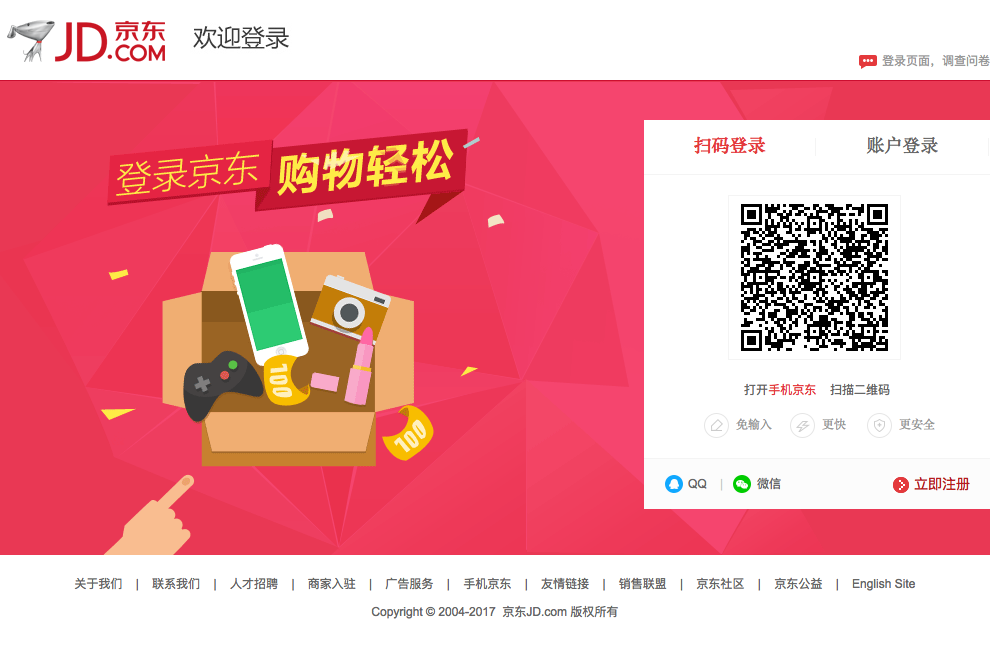 JD.COM 京东
欢迎登录
登录页面，调查问卷
登录京东 购物轻松
扫码登录 账户登录
100
100
打开手机京东 扫描二维码
免输入 更快 更安全
QQ | 微信 立即注册
关于我们 | 联系我们 | 人才招聘 | 商家入驻 | 广告服务 | 手机京东 | 友情链接 | 销售联盟 | 京东社区 | 京东公益 | English Site
Copyright © 2004-2017 京东JD.com 版权所有